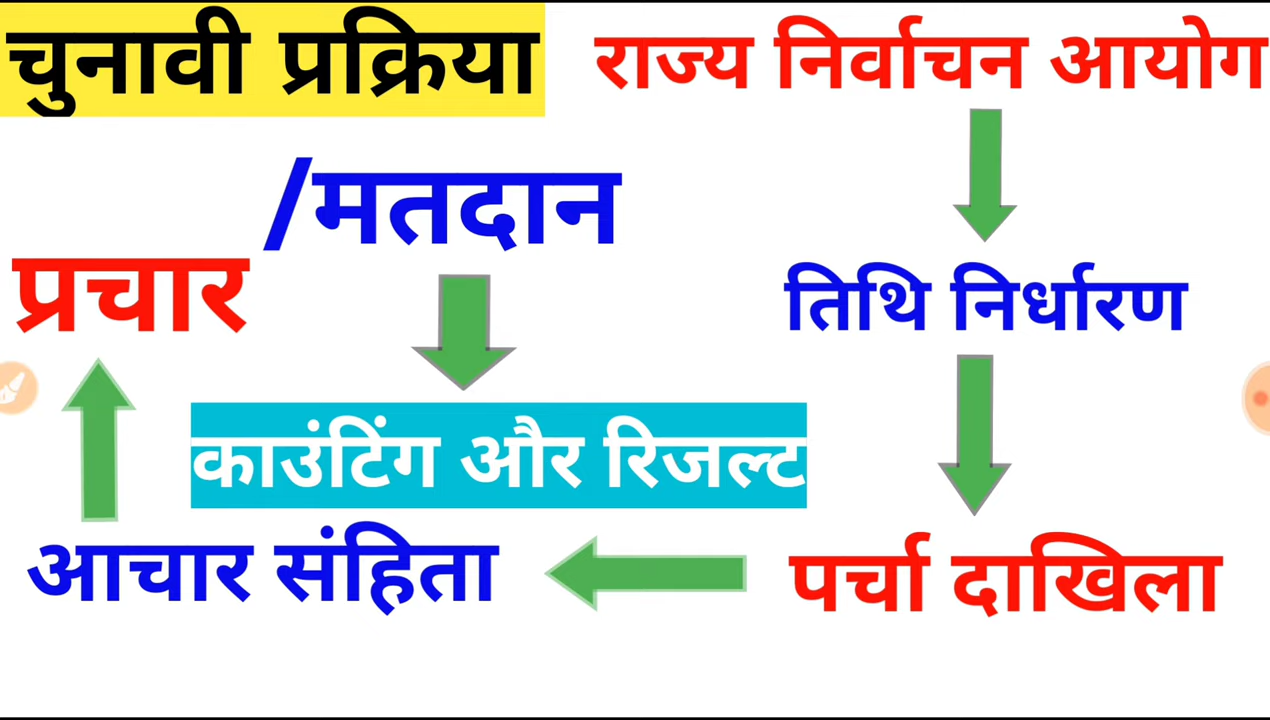 चुनावी प्रक्रिया
राज्य निर्वाचन आयोग
तिथि निर्धारण
पर्चा दाखिला
आचार संहिता
प्रचार
/मतदान
काउंटिंग और रिजल्ट